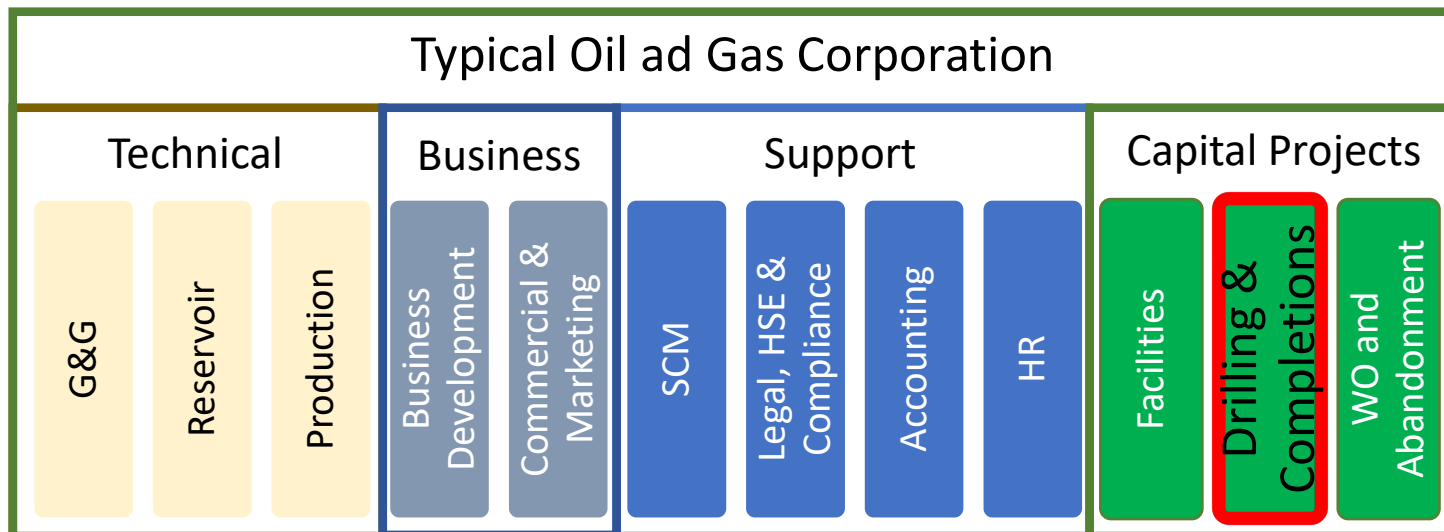 Typical Oil ad Gas Corporation
Technical
Business
Support
Capital Projects
G&G
Reservoir
Production
Business
Development
Commercial &
Marketing
SCM
Legal, HSE &
Compliance
Accounting
HR
Facilities
Drilling &
Completions
WO and
Abandonment